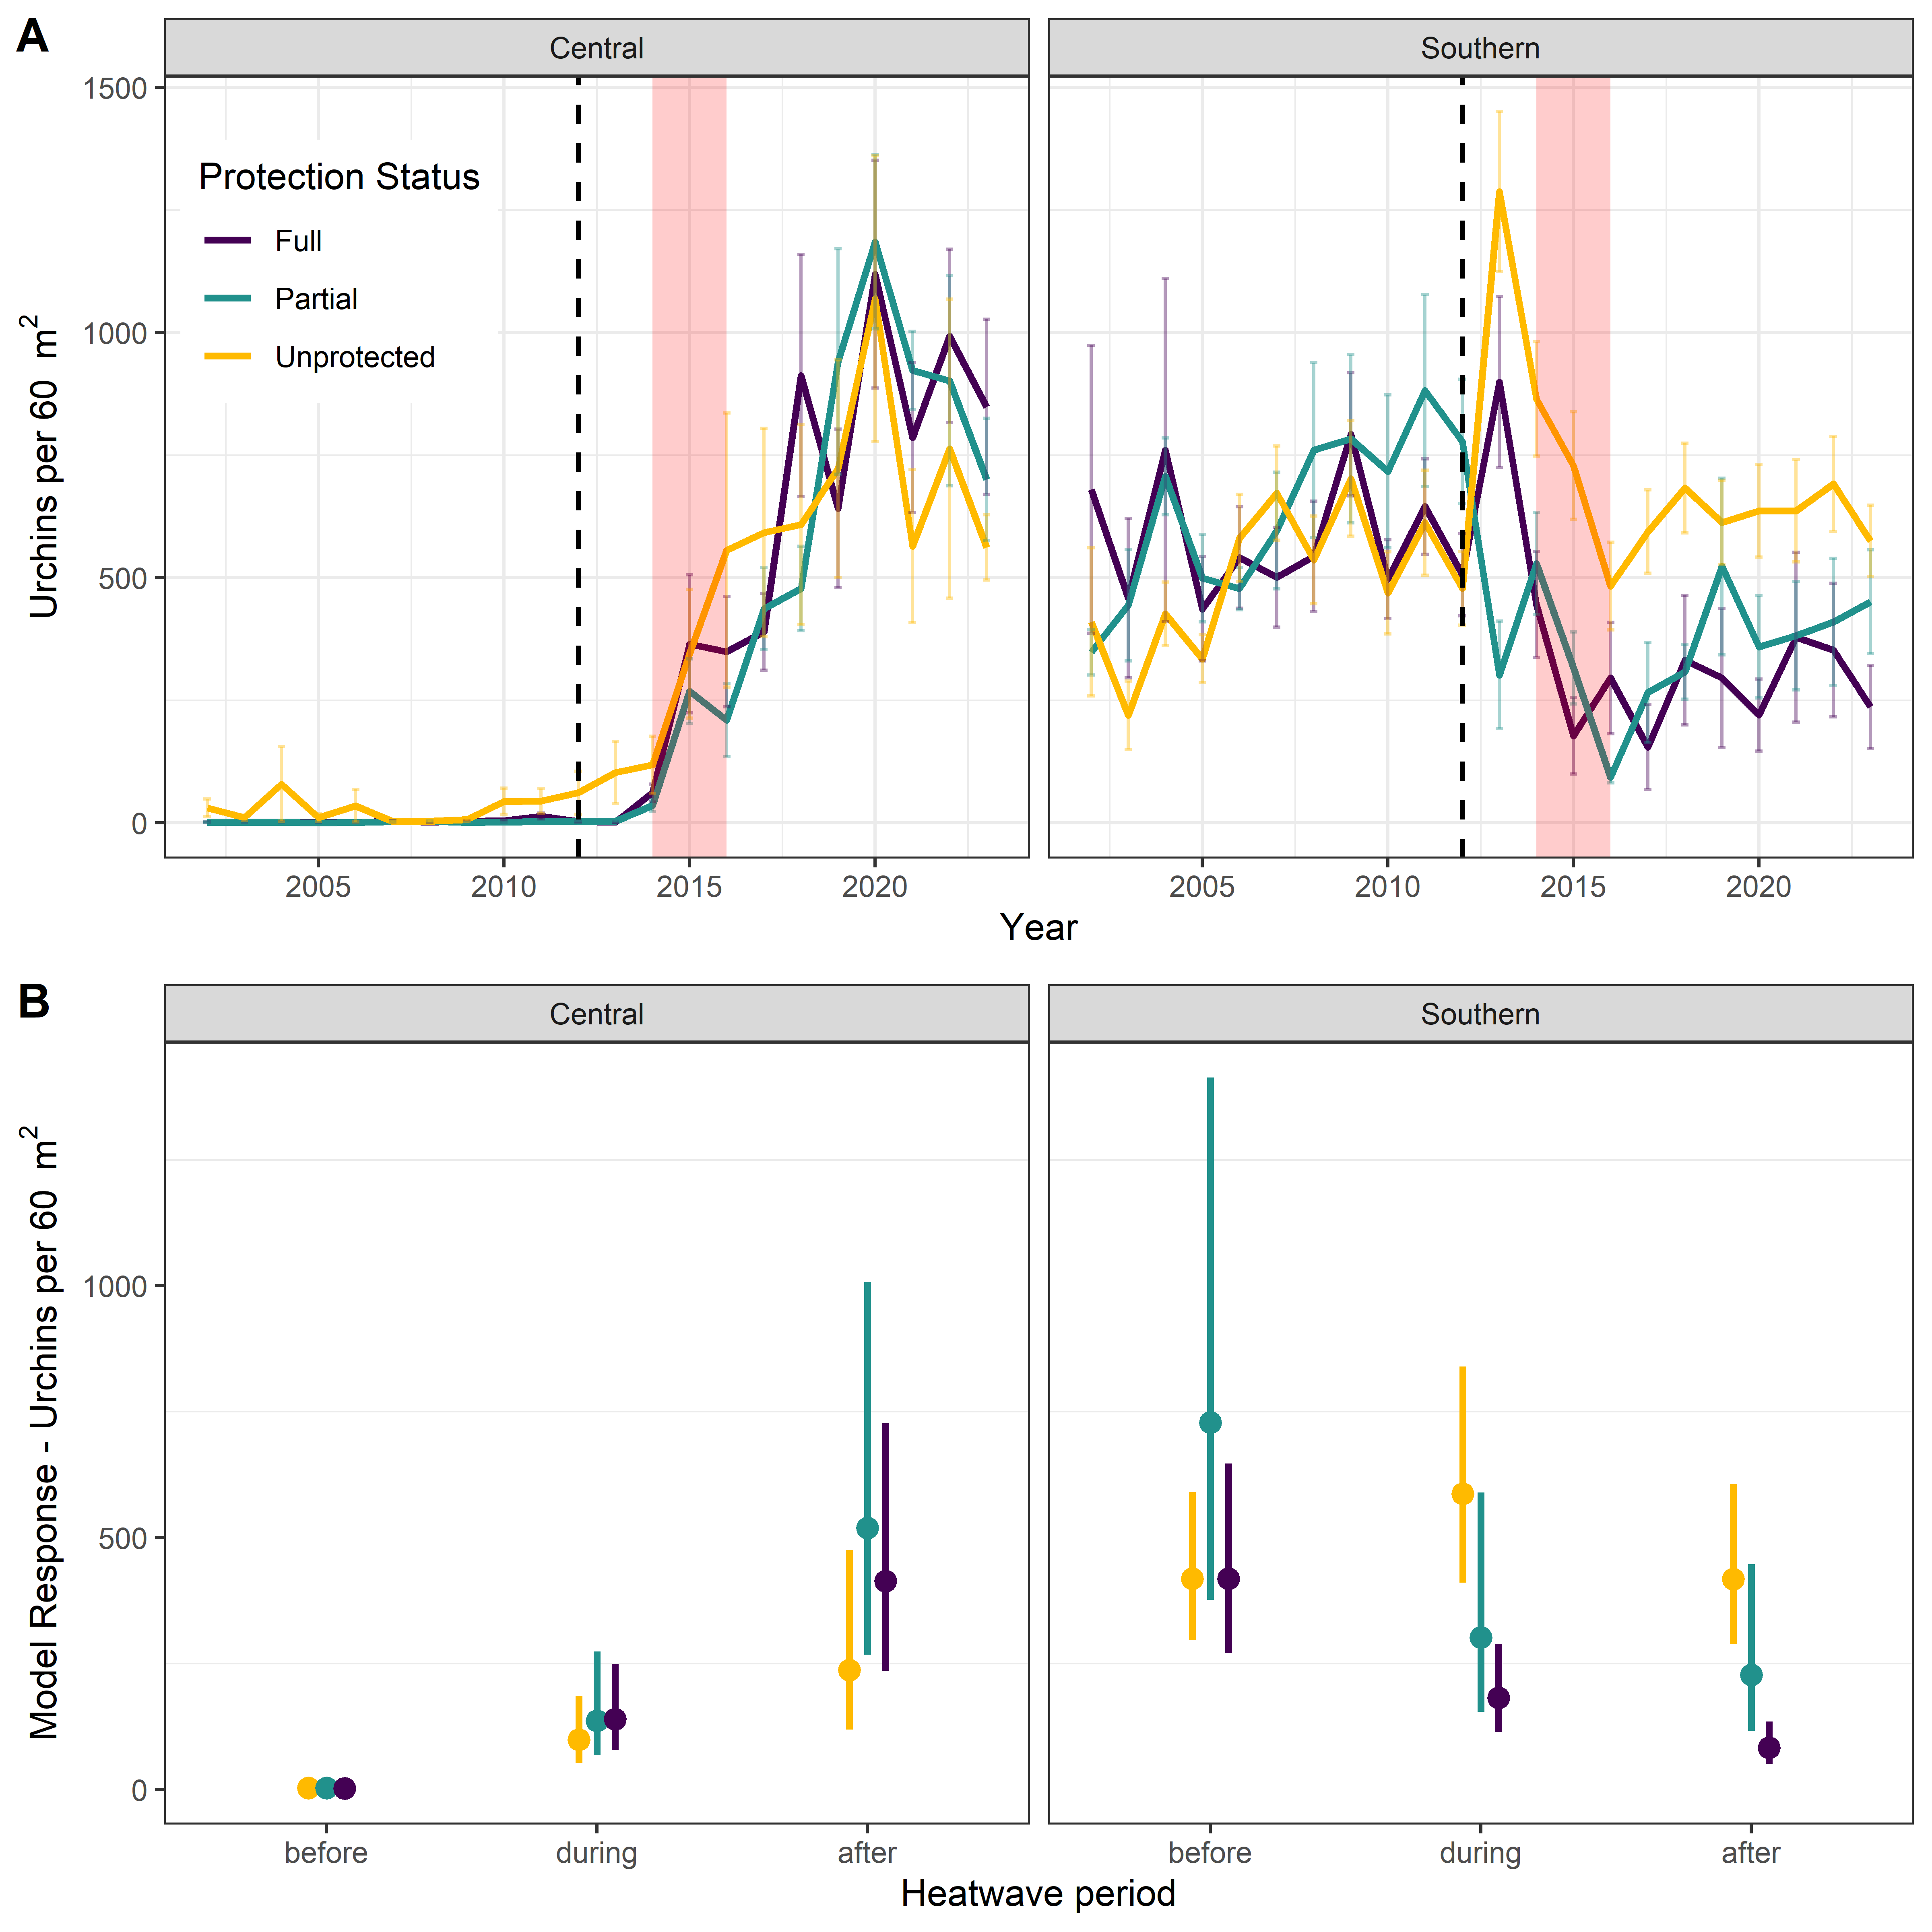 A
Central
Southern
1500
1000
500
0
Urchins per 60 m²
Protection Status
Full
Partial
Unprotected
2005
2010
2015
2020
2005
2010
2015
2020
Year
B
Central
Southern
1000
500
0
Model Response - Urchins per 60 m²
before
during
after
before
during
after
Heatwave period